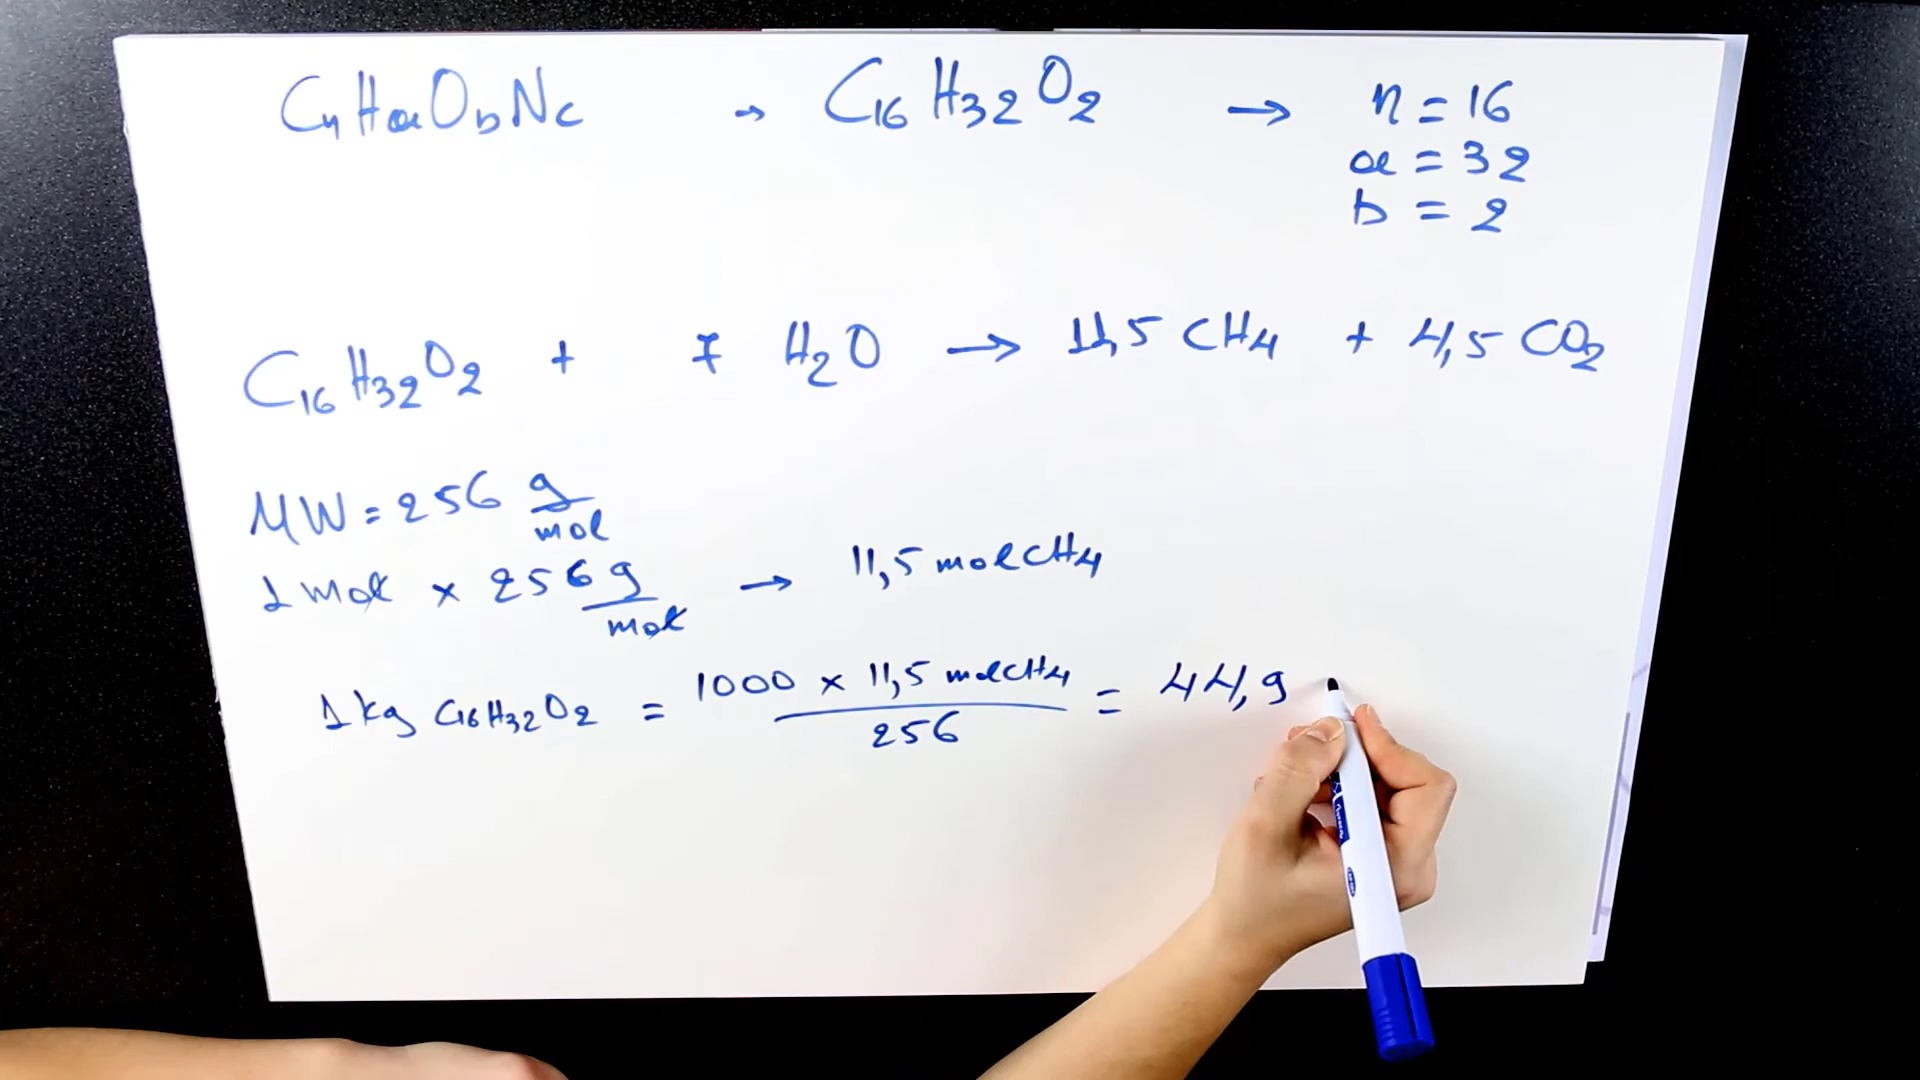 CnHaObNc → C16H32O2 → n = 16
a = 32
b = 2
C16H32O2 + 7 H2O → 11,5 CH4 + 4,5 CO2
MW = 256 g/mol
1 mol × 256 g/mol → 11,5 mol CH4
1 kg C16H32O2 = 1000 × 11,5 mol CH4 / 256 = 44,9